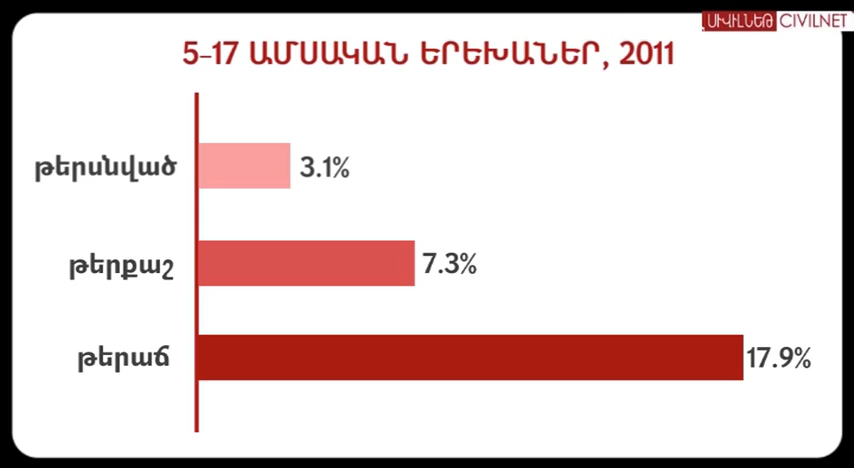 ՍԻՎԻԼՆԵԹ CIVILNET
5–17 ԱՄՍԱԿԱՆ ԵՐԵԽԱՆԵՐ, 2011
թերսնված 3.1%
թերքաշ 7.3%
թերաճ 17.9%